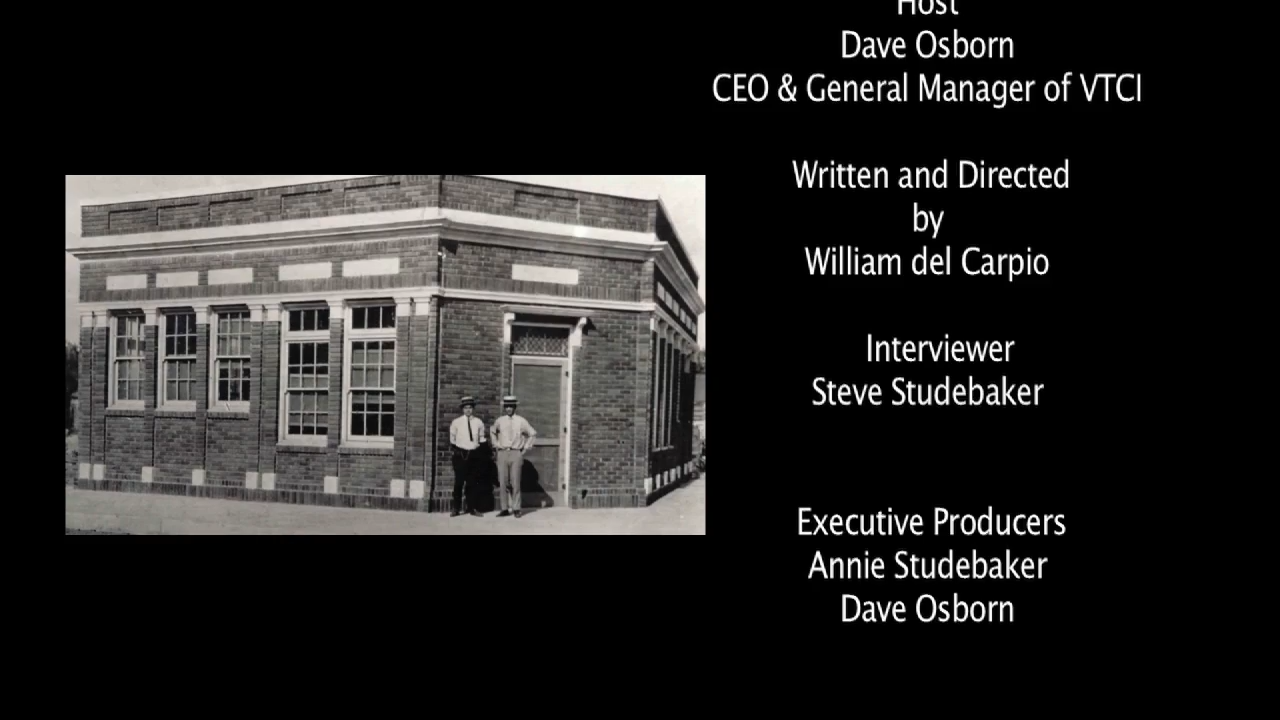 Host
Dave Osborn
CEO & General Manager of VTCI
Written and Directed
by
William del Carpio
Interviewer
Steve Studebaker
Executive Producers
Annie Studebaker
Dave Osborn